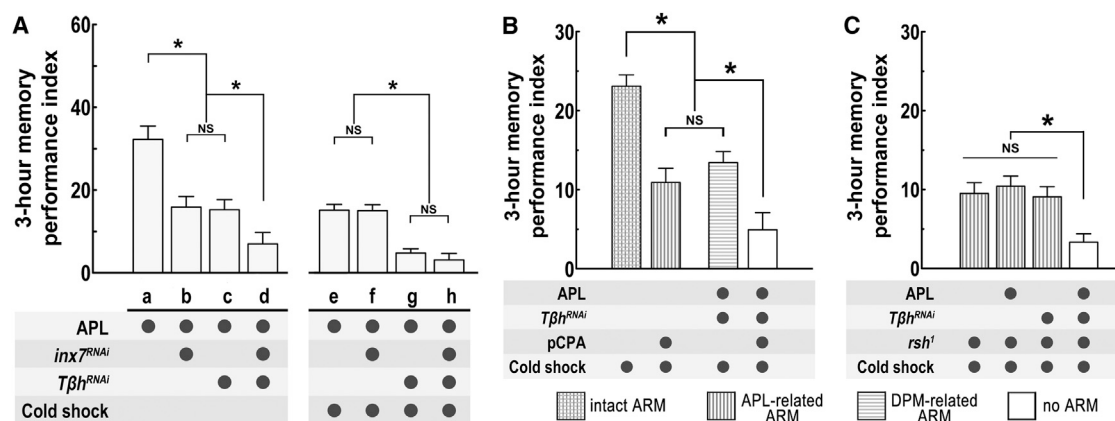 A
3-hour memory
performance index
60
40
20
0
*
*
NS
*
NS
NS
a b c d e f g h
APL
inx7RNAi
TβhRNAi
Cold shock
B
3-hour memory
performance index
30
20
10
0
*
*
NS
APL
TβhRNAi
pCPA
Cold shock
C
3-hour memory
performance index
30
20
10
0
*
NS
APL
TβhRNAi
rsh1
Cold shock
intact ARM
APL-related
ARM
DPM-related
ARM
no ARM